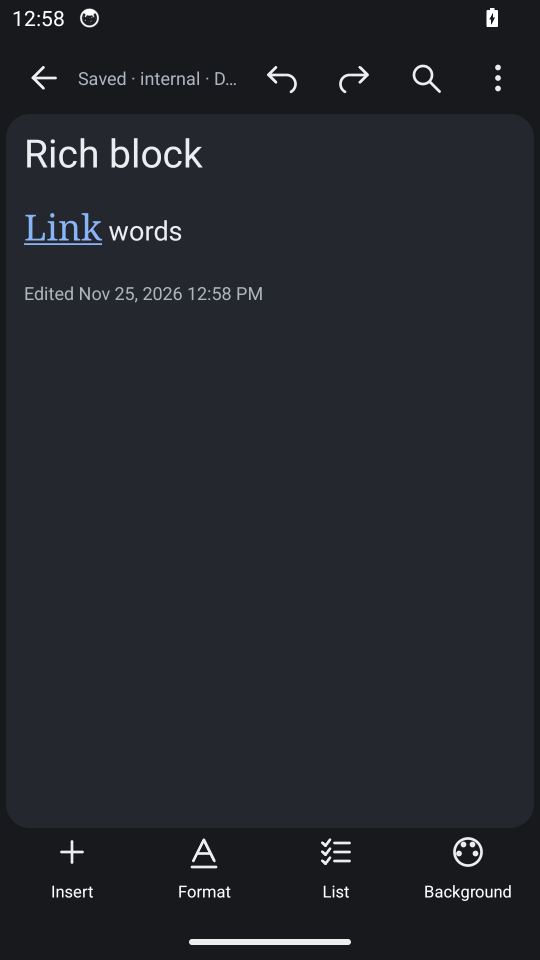 12:58
Saved · internal · D...
Rich block
Link words
Edited Nov 25, 2026 12:58 PM
Insert
Format
List
Background